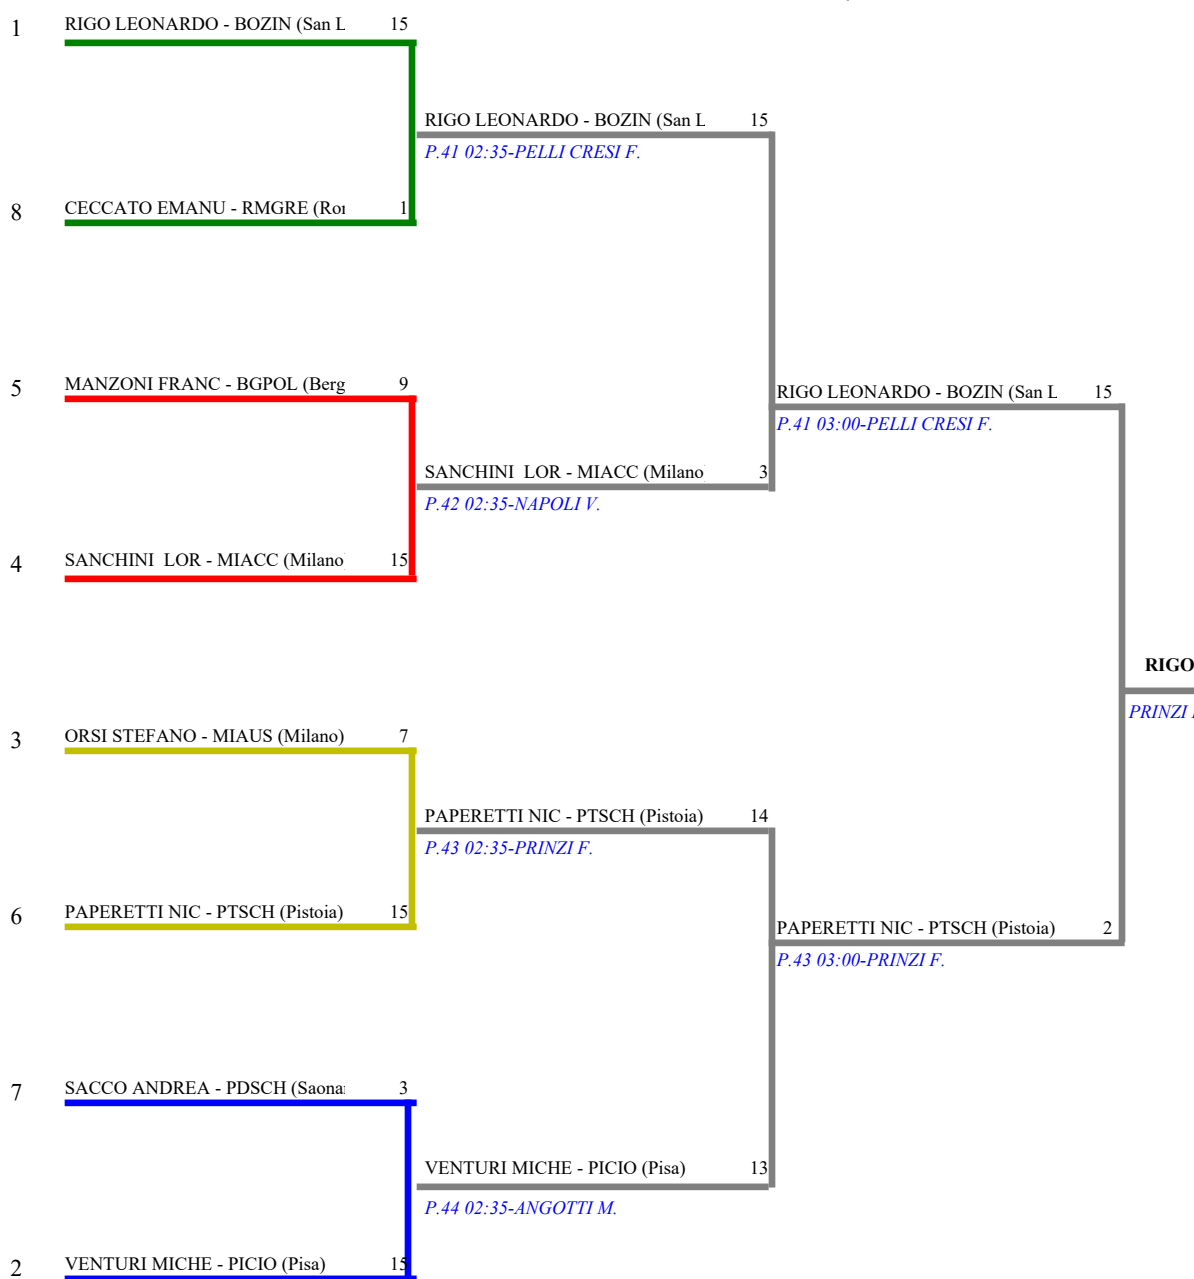 1 RIGO LEONARDO - BOZIN (San L 15
RIGO LEONARDO - BOZIN (San L 15
P.41 02:35-PELLI CRESI F.
8 CECCATO EMANU - RMGRE (Ror 1
5 MANZONI FRANC - BGPOL (Berg 9
RIGO LEONARDO - BOZIN (San L 15
P.41 03:00-PELLI CRESI F.
SANCHINI LOR - MIACC (Milano 3
P.42 02:35-NAPOLI V.
4 SANCHINI LOR - MIACC (Milano 15
RIGO
PRINZI
3 ORSI STEFANO - MIAUS (Milano) 7
PAPERETTI NIC - PTSCH (Pistoia) 14
P.43 02:35-PRINZI F.
6 PAPERETTI NIC - PTSCH (Pistoia) 15
PAPERETTI NIC - PTSCH (Pistoia) 2
P.43 03:00-PRINZI F.
7 SACCO ANDREA - PDSCH (Saonar 3
VENTURI MICHE - PICIO (Pisa) 13
P.44 02:35-ANGOTTI M.
2 VENTURI MICHE - PICIO (Pisa) 15